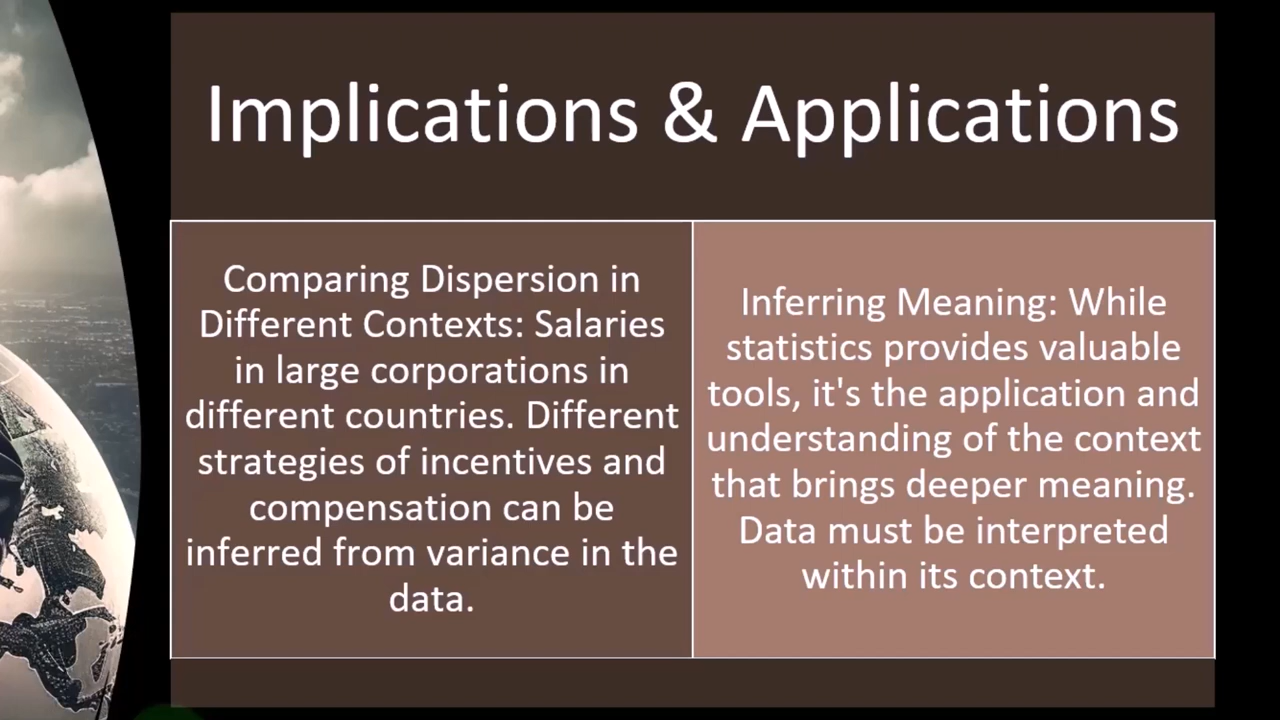 Implications & Applications
Comparing Dispersion in
Different Contexts: Salaries
in large corporations in
different countries. Different
strategies of incentives and
compensation can be
inferred from variance in the
data.
Inferring Meaning: While
statistics provides valuable
tools, it's the application and
understanding of the context
that brings deeper meaning.
Data must be interpreted
within its context.